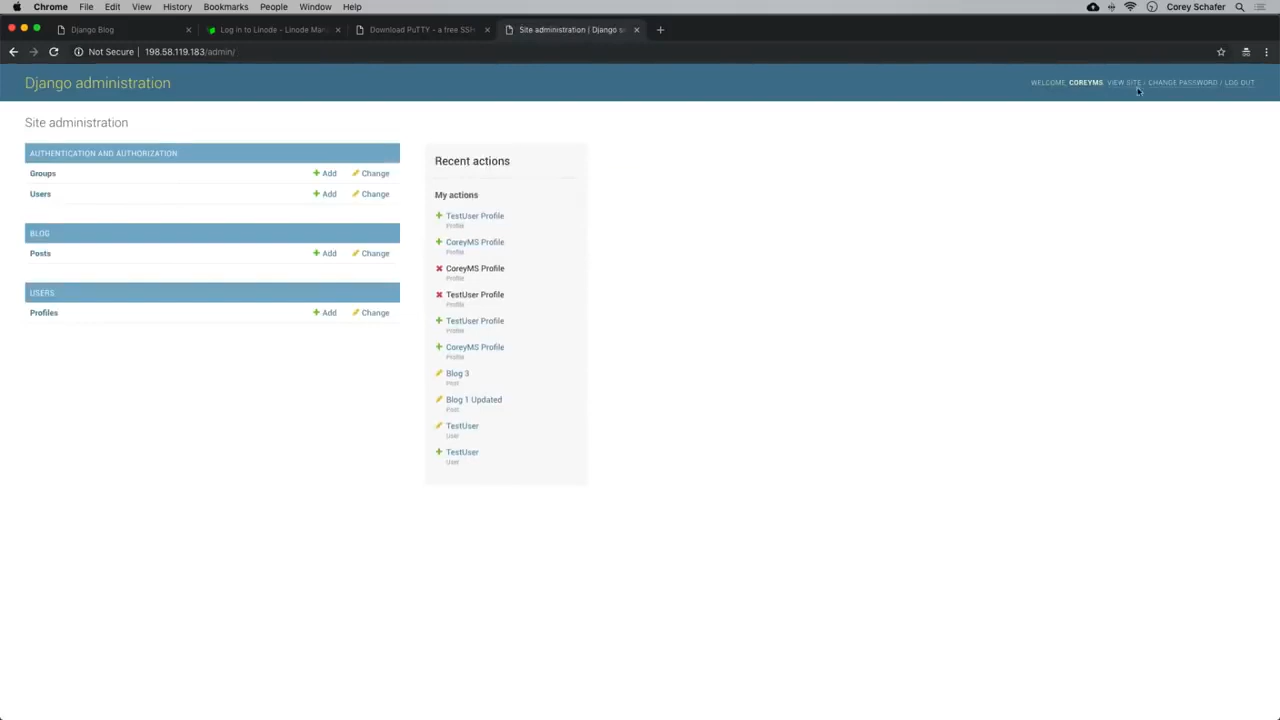 Chrome File Edit View History Bookmarks People Window Help Corey Schafer
Django Blog Log In to Linode - Linode Man Download PuTTY - a free SSH Site administration | Django s
Not Secure 198.58.119.183/admin/
Django administration
WELCOME, COREYMS. VIEW SITE / CHANGE PASSWORD / LOG OUT
Site administration
AUTHENTICATION AND AUTHORIZATION
Groups Add Change
Users Add Change
BLOG
Posts Add Change
USERS
Profiles Add Change
Recent actions
My actions
TestUser Profile
Profile
CoreyMS Profile
Profile
CoreyMS Profile
Profile
TestUser Profile
Profile
TestUser Profile
Profile
CoreyMS Profile
Profile
Blog 3
Post
Blog 1 Updated
Post
TestUser
User
TestUser
User